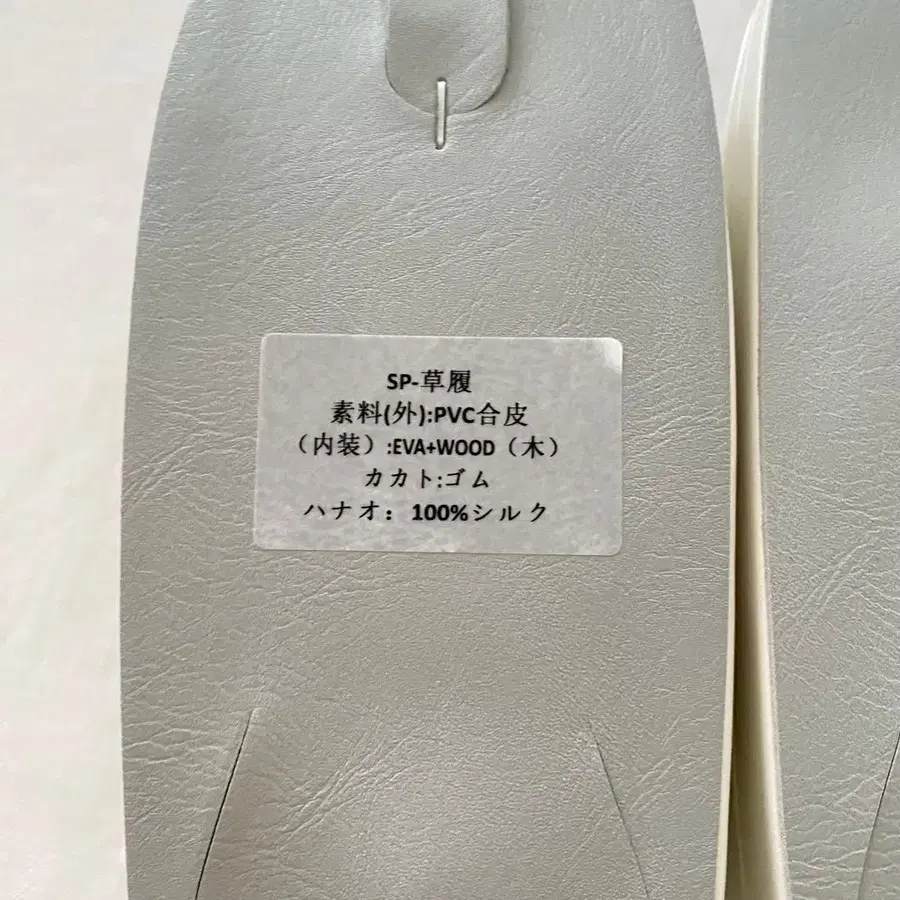 SP-草履
素料(外):PVC合皮
（内装）:EVA+WOOD（木）
カカト:ゴム
ハナオ：100%シルク